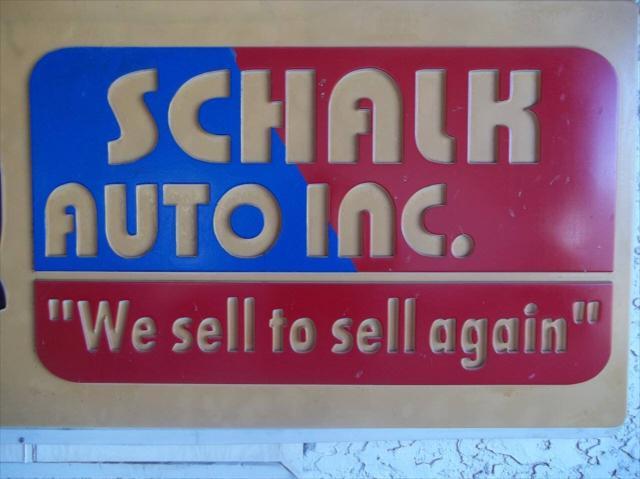 SCHALK
AUTO INC.
"We sell to sell again"